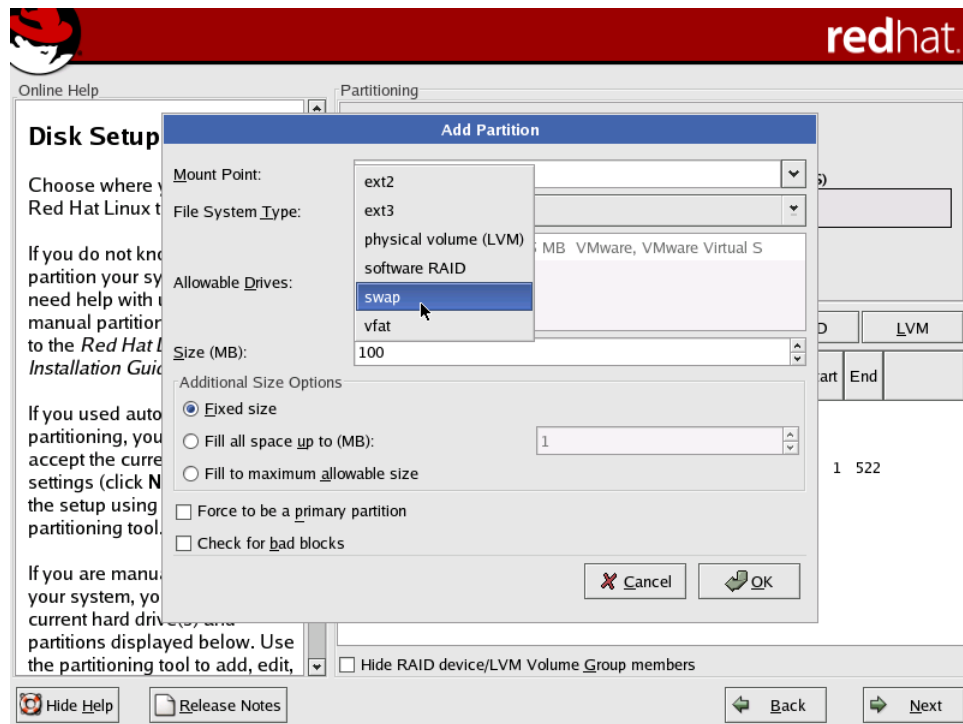 redhat.
Online Help
Disk Setup
Choose where
Red Hat Linux t
If you do not kno
partition your sy
need help with
manual partition
to the Red Hat
Installation Guid
If you used auto
partitioning, you
accept the curre
settings (click N
the setup using
partitioning tool.
If you are manu
your system, yo
current hard drive(s) and
partitions displayed below. Use
the partitioning tool to add, edit,
Partitioning
Add Partition
Mount Point:
File System Type:
ext2
ext3
physical volume (LVM)
software RAID
swap
vfat
Allowable Drives:
MB VMware, VMware Virtual S
Size (MB):
100
Additional Size Options
Fixed size
Fill all space up to (MB):
1
Fill to maximum allowable size
Force to be a primary partition
Check for bad blocks
Cancel
OK
s)
D
LVM
art
End
1 522
Hide RAID device/LVM Volume Group members
Hide Help
Release Notes
Back
Next